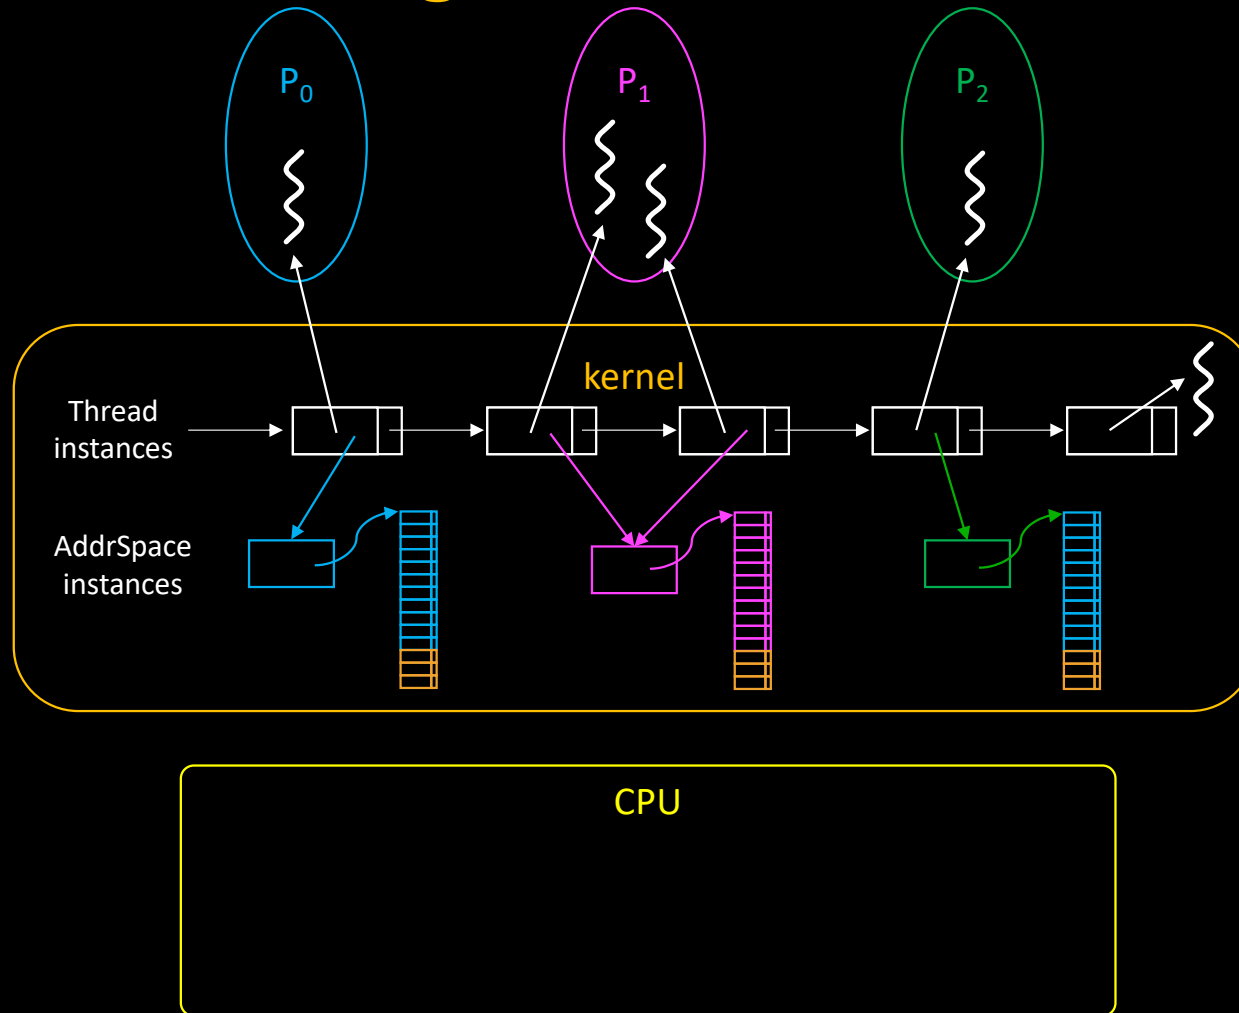 P0
P1
P2
kernel
Thread
instances
AddrSpace
instances
CPU